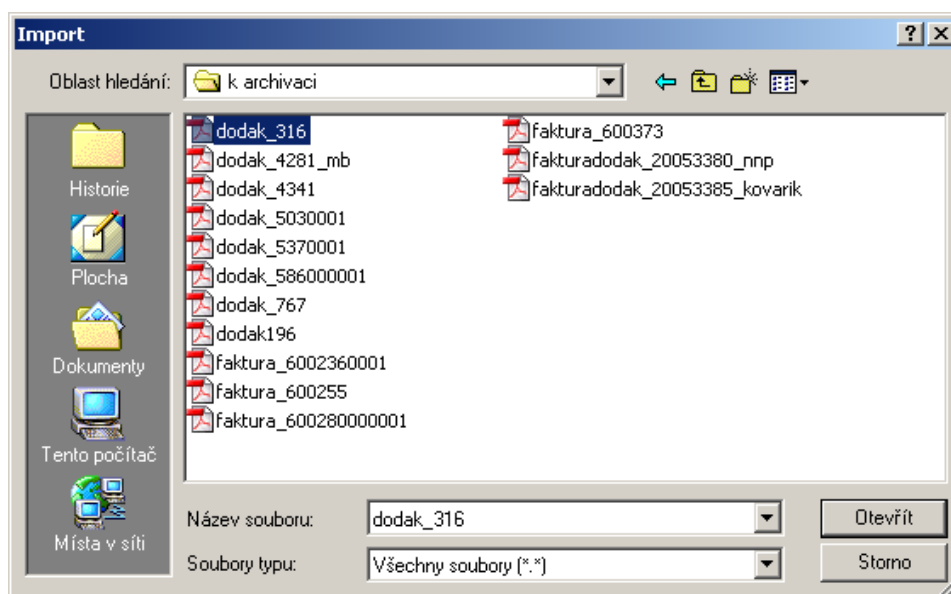 Import
Oblast hledání: k archivaci
Historie
Plocha
Dokumenty
Tento počítač
Místa v síti
dodak_316
dodak_4281_mb
dodak_4341
dodak_5030001
dodak_5370001
dodak_586000001
dodak_767
dodak196
faktura_6002360001
faktura_600255
faktura_600280000001
faktura_600373
fakturadodak_20053380_nnp
fakturadodak_20053385_kovarik
Název souboru: dodak_316 Otevřít
Soubory typu: Všechny soubory (*.*) Storno